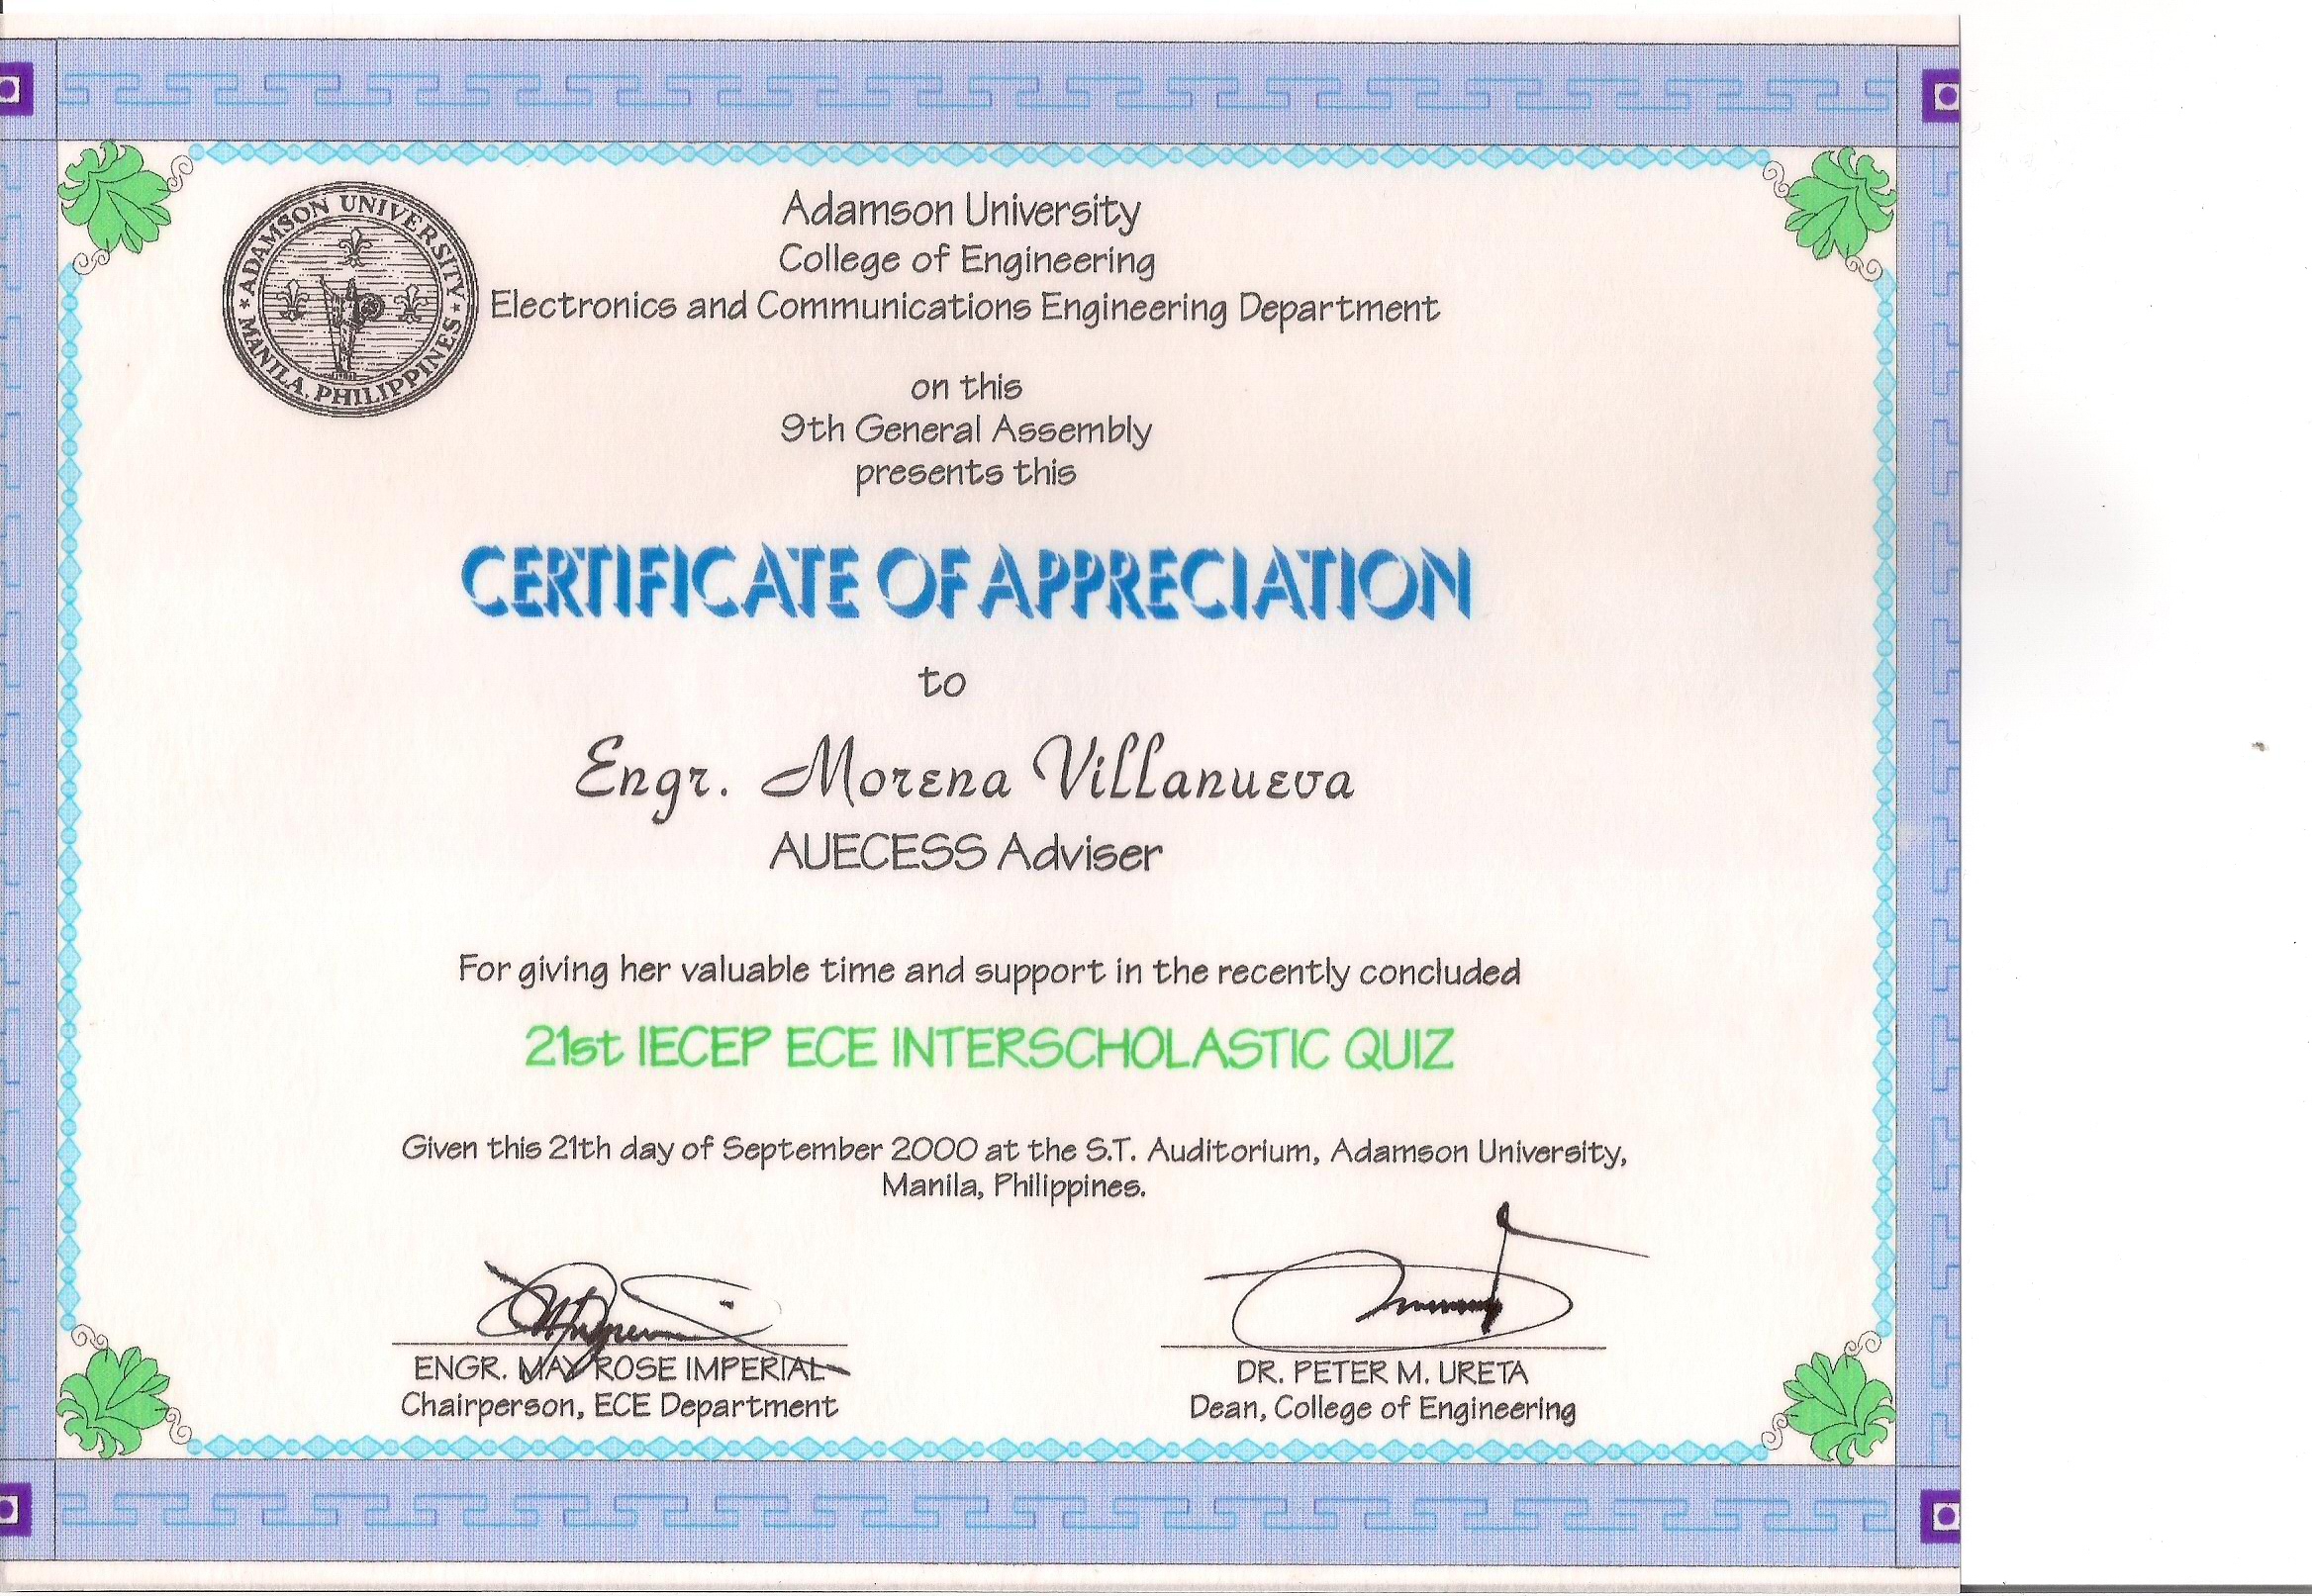 ADAMSON UNIVERSITY
* MANILA, PHILIPPINES *
Adamson University
College of Engineering
Electronics and Communications Engineering Department
on this
9th General Assembly
presents this
CERTIFICATE OF APPRECIATION
to
Engr. Morena Villanueva
AUECESS Adviser
For giving her valuable time and support in the recently concluded
21st IECEP ECE INTERSCHOLASTIC QUIZ
Given this 21th day of September 2000 at the S.T. Auditorium, Adamson University,
Manila, Philippines.
ENGR. MAY ROSE IMPERIAL
Chairperson, ECE Department
DR. PETER M. URETA
Dean, College of Engineering